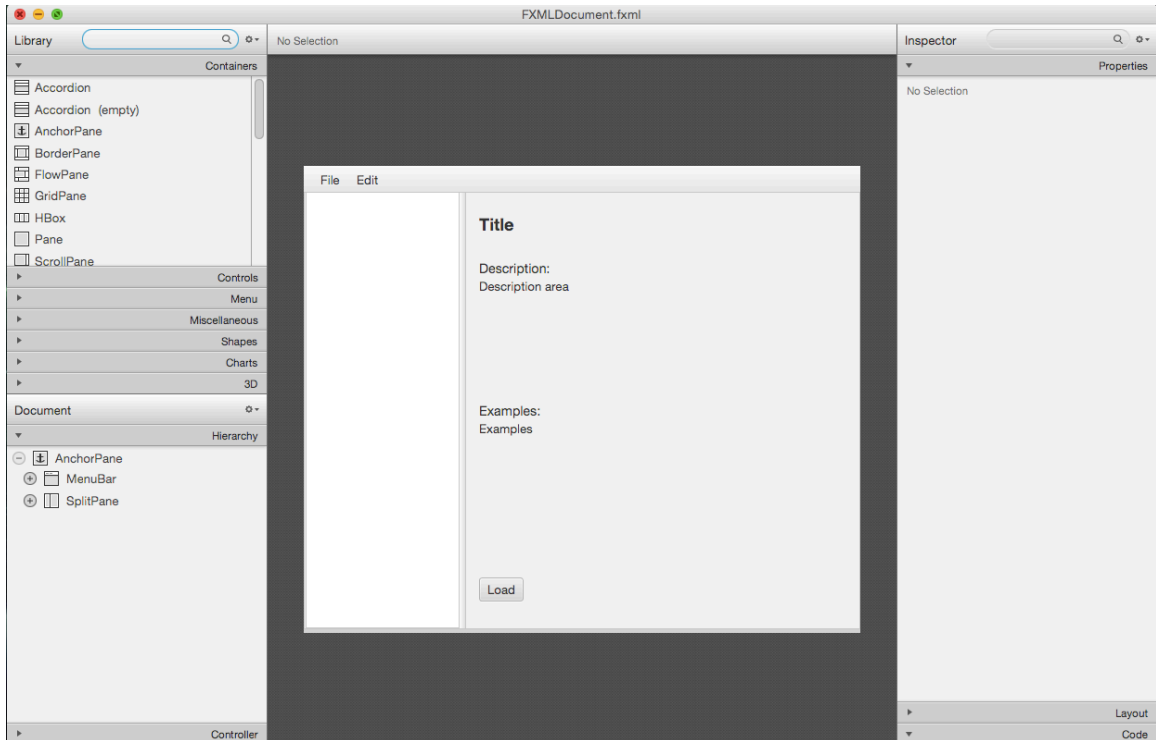 FXMLDocument.fxml
Library
No Selection
Inspector
Containers
Properties
Accordion
No Selection
Accordion (empty)
AnchorPane
BorderPane
FlowPane
GridPane
HBox
Pane
ScrollPane
File Edit
Title
Description:
Description area
Examples:
Examples
Load
Controls
Menu
Miscellaneous
Shapes
Charts
3D
Document
Hierarchy
AnchorPane
MenuBar
SplitPane
Controller
Layout
Code